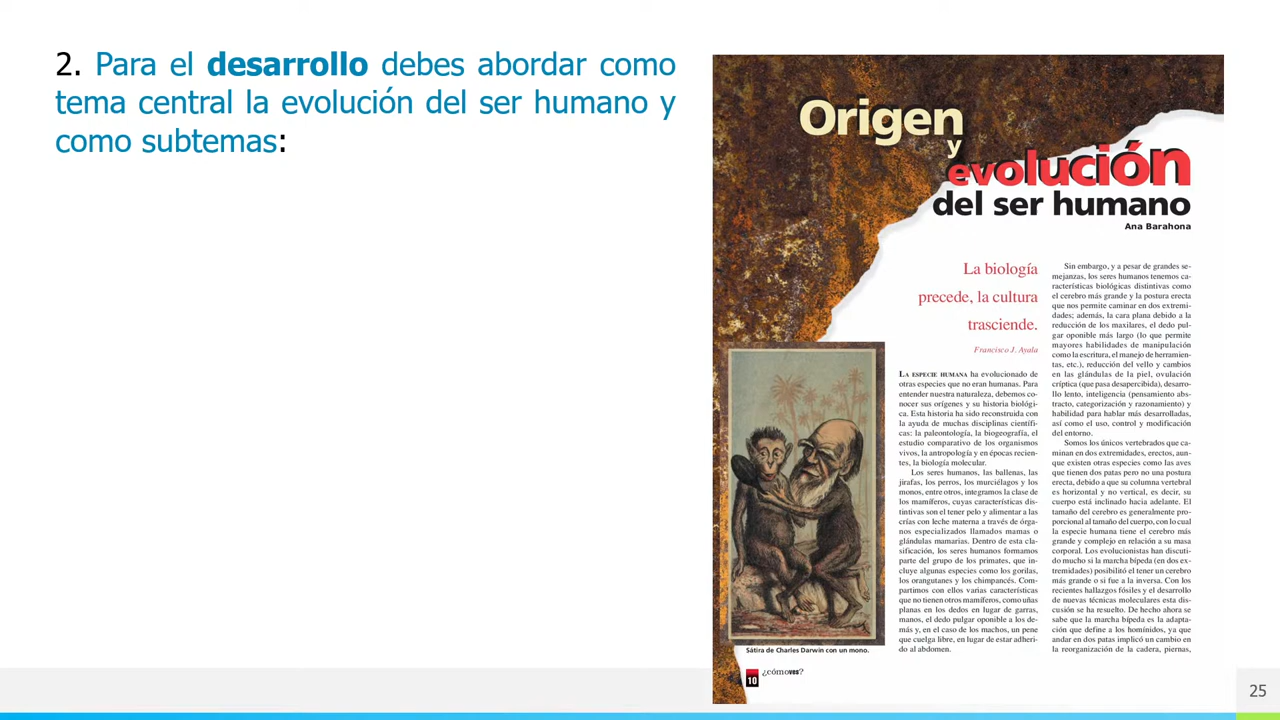 2. Para el desarrollo debes abordar como
tema central la evolución del ser humano y
como subtemas:
Origen
y
evolución
del ser humano
Ana Barahona
La biología
precede, la cultura
trasciende.
Francisco J. Ayala
LA ESPECIE HUMANA ha evolucionado de
otras especies que no eran humanas. Para
entender nuestra naturaleza, debemos co-
nocer sus orígenes y su historia biológi-
ca. Esta historia ha sido reconstruida con
la ayuda de muchas disciplinas científi-
cas: la paleontología, la biogeografía, el
estudio comparativo de los organismos
vivos, la antropología y en épocas recien-
tes, la biología molecular.
Los seres humanos, las ballenas, las
jirafas, los perros, los murciélagos y los
monos, entre otros, integramos la clase de
los mamíferos, cuyas características dis-
tintivas son el tener pelo y alimentar a las
crías con leche materna a través de órga-
nos especializados llamados mamas o
glándulas mamarias. Dentro de esta cla-
sificación, los seres humanos formamos
parte del grupo de los primates, que in-
cluye algunas especies como los gorilas,
los orangutanes y los chimpancés. Com-
partimos con ellos varias características
que no tienen otros mamíferos, como uñas
planas en los dedos en lugar de garras,
manos, el dedo pulgar oponible a los de-
más y, en el caso de los machos, un pene
que cuelga libre, en lugar de estar adheri-
do al abdomen.
Sin embargo, y a pesar de grandes se-
mejanzas, los seres humanos tenemos ca-
racterísticas biológicas distintivas como
el cerebro más grande y la postura erecta
que nos permite caminar en dos extremi-
dades; además, la cara plana debido a la
reducción de los maxilares, el dedo pul-
gar oponible más largo (lo que permite
mayores habilidades de manipulación
como la escritura, el manejo de herramien-
tas, etc.), reducción del vello y cambios
en las glándulas de la piel, ovulación
críptica (que pasa desapercibida), desarro-
llo lento, inteligencia (pensamiento abs-
tracto, categorización y razonamiento) y
habilidad para hablar más desarrolladas,
así como el uso, control y modificación
del entorno.
Somos los únicos vertebrados que ca-
minan en dos extremidades, erectos, aun-
que existen otras especies como las aves
que tienen dos patas pero no una postura
erecta, debido a que su columna vertebral
es horizontal y no vertical, es decir, su
cuerpo está inclinado hacia adelante. El
tamaño del cerebro es generalmente pro-
porcional al tamaño del cuerpo, con lo cual
la especie humana tiene el cerebro más
grande y complejo en relación a su masa
corporal. Los evolucionistas han discuti-
do mucho si la marcha bípeda (en dos ex-
tremidades) posibilitó el tener un cerebro
más grande o si fue a la inversa. Con los
recientes hallazgos fósiles y el desarrollo
de nuevas técnicas moleculares esta dis-
cusión se ha resuelto. De hecho ahora se
sabe que la marcha bípeda es la adapta-
ción que define a los homínidos, ya que
andar en dos patas implicó un cambio en
la reorganización de la cadera, piernas,
Sátira de Charles Darwin con un mono.
10
¿cómoves?
25